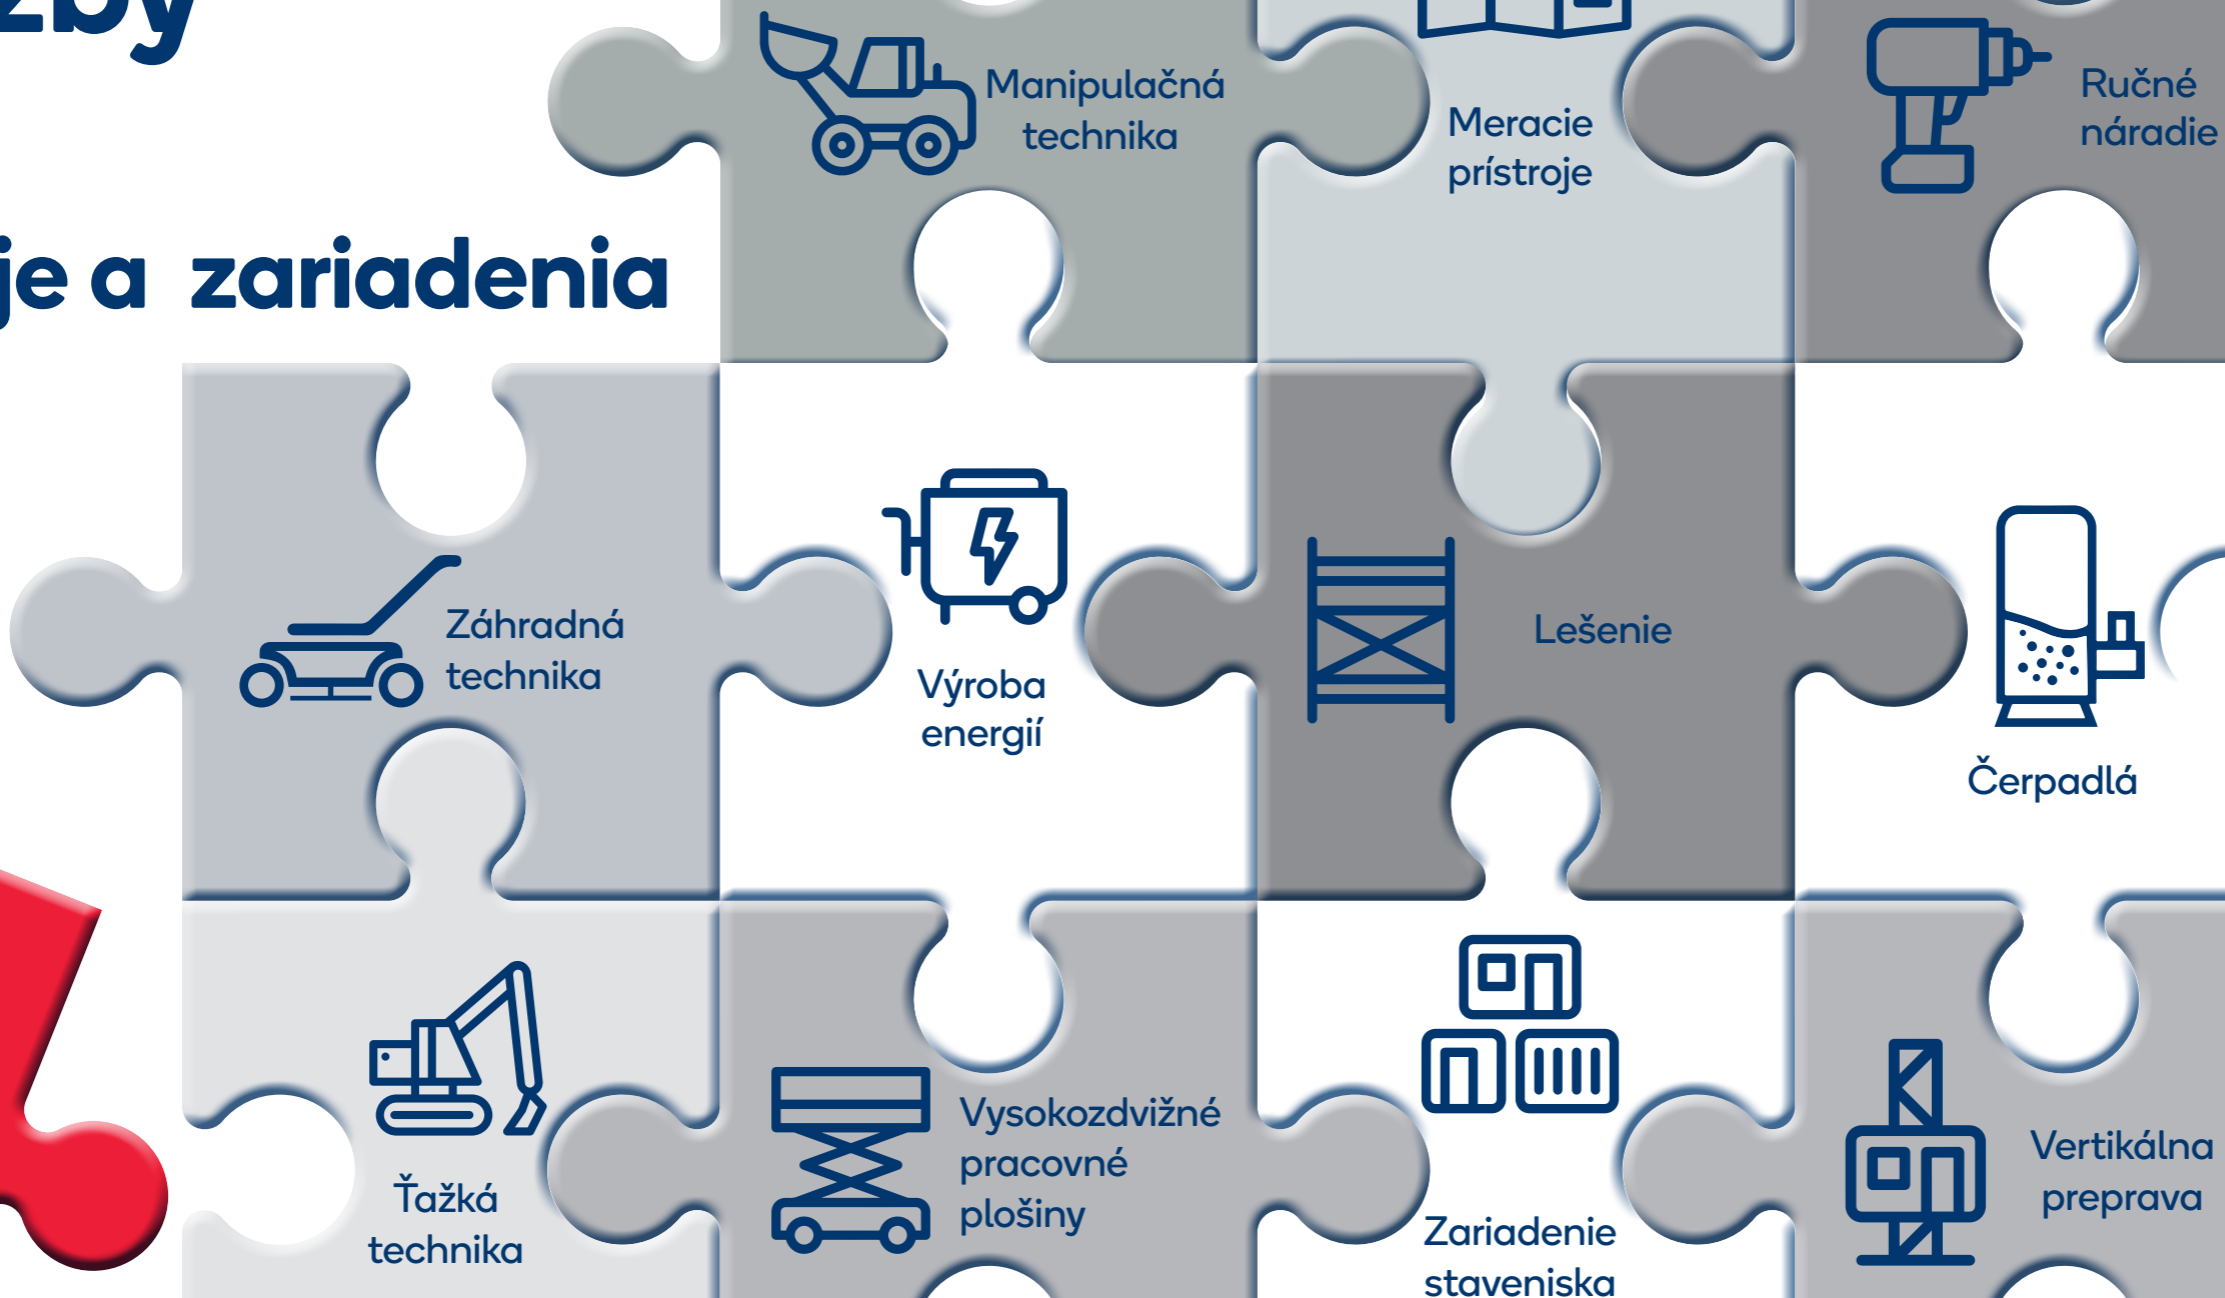 zby
je a zariadenia
Manipulačná
technika
Meracie
prístroje
Ručné
náradie
Záhradná
technika
Výroba
energií
Lešenie
Čerpadlá
Ťažká
technika
Vysokozdvižné
pracovné
plošiny
Zariadenie
staveniska
Vertikálna
preprava